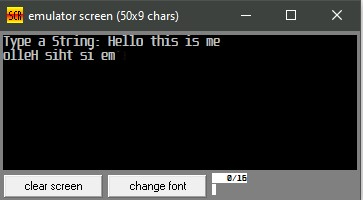 SCR emulator screen (50x9 chars)
Type a String: Hello this is me
olleH siht si em
clear screen
change font
0/16